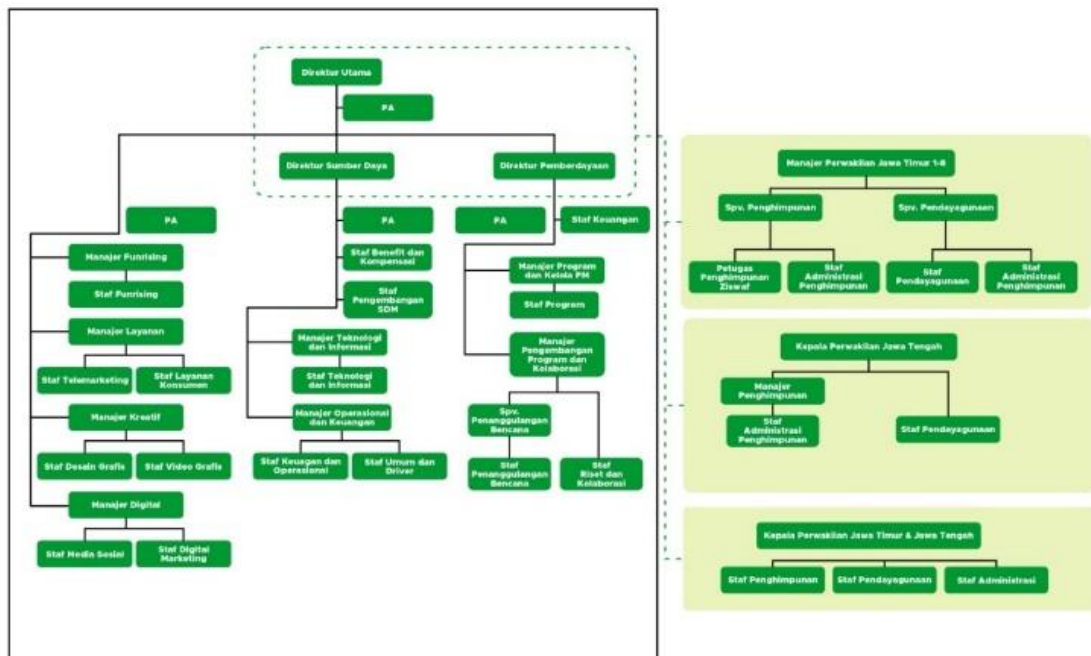 Direktur Utama
PA
Direktur Sumber Daya
Direktur Pemberdayaan
PA
Manajer Funrising
Staf Funrising
Manajer Layanan
Staf Telemarketing
Staf Layanan
Konsumen
Manajer Kreatif
Staf Desain Grafis
Staf Video Grafis
Manajer Digital
Staf Media Sosial
Staf Digital
Marketing
PA
Staf Benefit dan
Kompensasi
Staf
Pengembangan
SDM
Manajer Teknologi
dan Informasi
Staf Teknologi
dan Informasi
Manajer Operasional
dan Keuangan
Staf Keuagan dan
Operasionnl
Staf Umum dan
Driver
PA
Staf Keuangan
Manajer Program
dan Kelola PM
Staf Program
Manajer
Pengembangan
Program dan
Kolaborasi
Spv.
Penanggulangan
Bencana
Staf
Penanggulangan
Bencana
Staf
Riset dan
Kolaborasi
Manajer Perwakilan Jawa Timur 1-8
Spv. Penghimpunan
Spv. Pendayagunaan
Petugas
Penghimpunan
Ziswaf
Staf
Administrasi
Penghimpunan
Staf
Pendayagunaan
Staf
Administrasi
Penghimpunan
Kepala Perwakilan Jawa Tengah
Manajer
Penghimpunan
Staf
Administrasi
Penghimpunan
Staf Pendayagunaan
Kepala Perwakilan Jawa Timur & Jawa Tengah
Staf Penghimpunan
Staf Pendayagunaan
Staf Administrasi